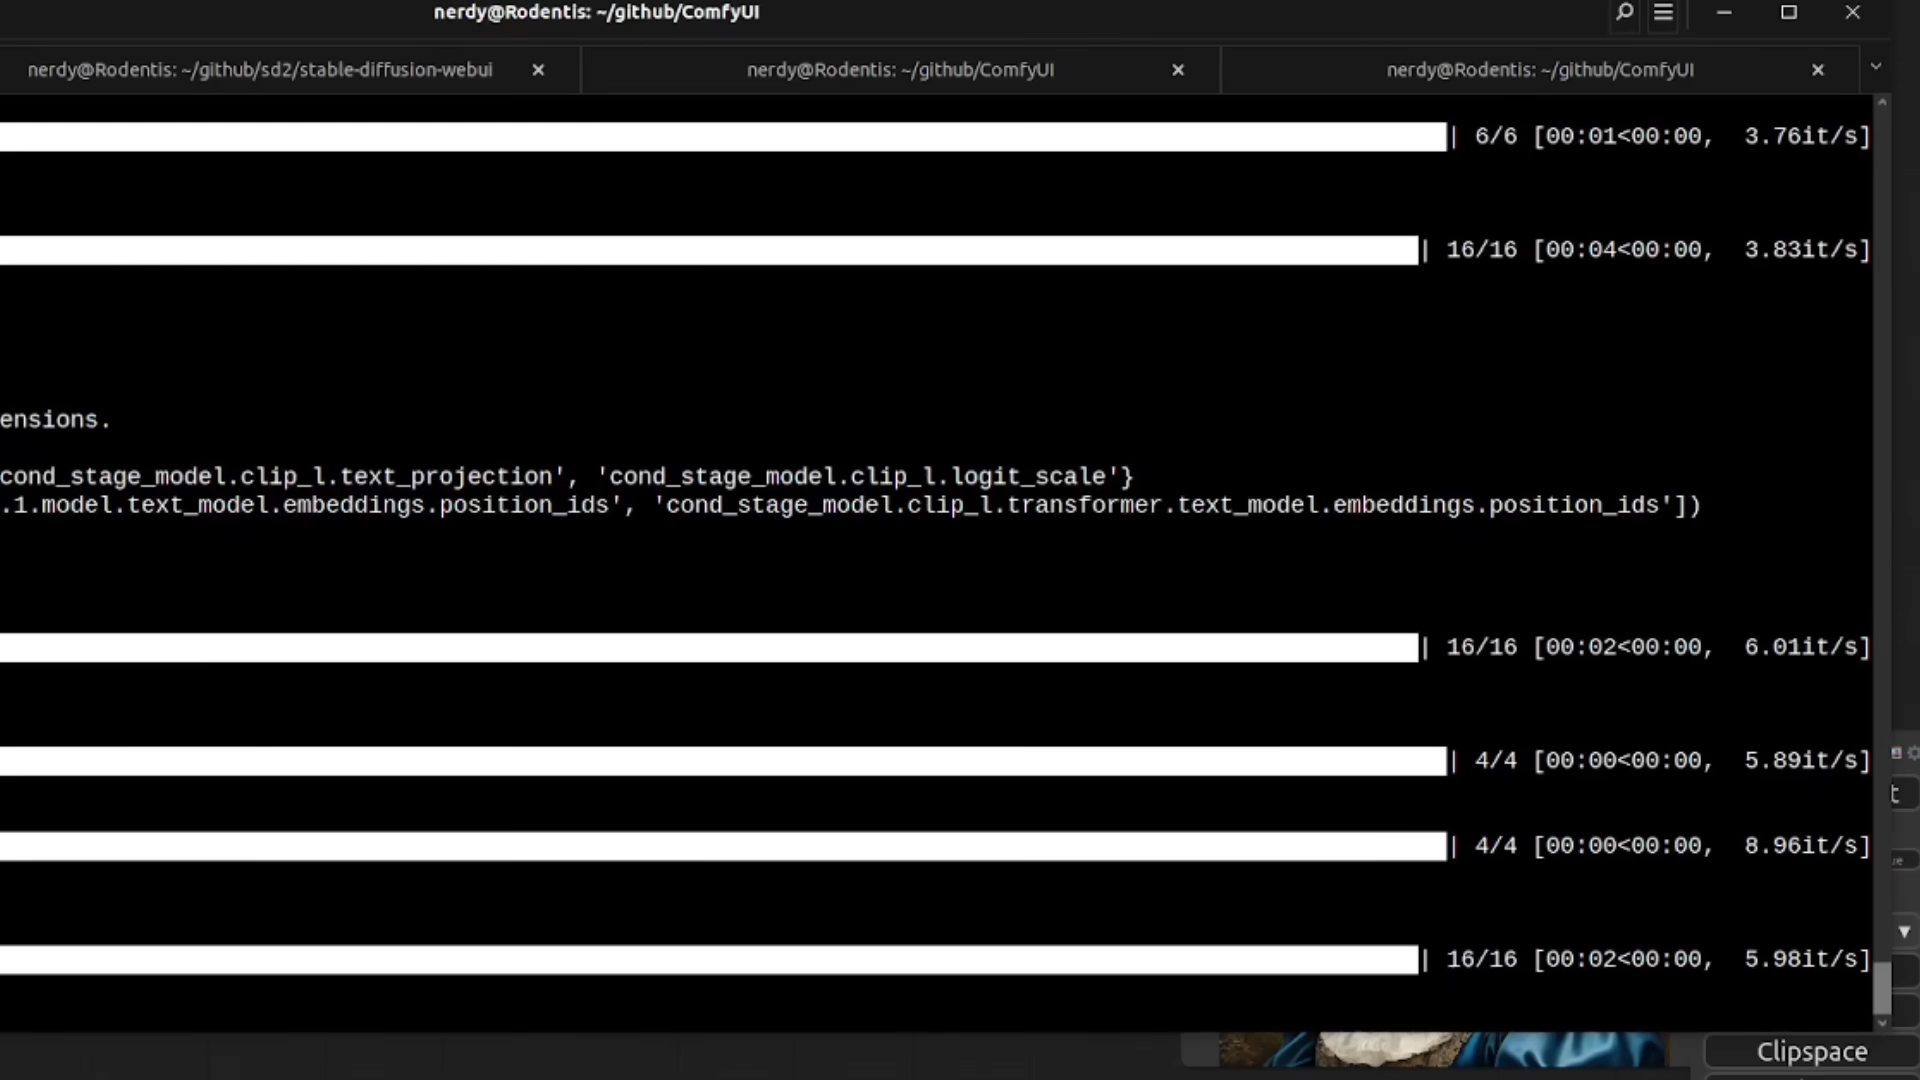 nerdy@Rodentis: ~/github/ComfyUI
nerdy@Rodentis: ~/github/sd2/stable-diffusion-webui
nerdy@Rodentis: ~/github/ComfyUI
nerdy@Rodentis: ~/github/ComfyUI
| 6/6 [00:01<00:00, 3.76it/s]
| 16/16 [00:04<00:00, 3.83it/s]
ensions.
cond_stage_model.clip_l.text_projection', 'cond_stage_model.clip_l.logit_scale'}
.1.model.text_model.embeddings.position_ids', 'cond_stage_model.clip_l.transformer.text_model.embeddings.position_ids'])
| 16/16 [00:02<00:00, 6.01it/s]
| 4/4 [00:00<00:00, 5.89it/s]
| 4/4 [00:00<00:00, 8.96it/s]
| 16/16 [00:02<00:00, 5.98it/s]
Clipspace